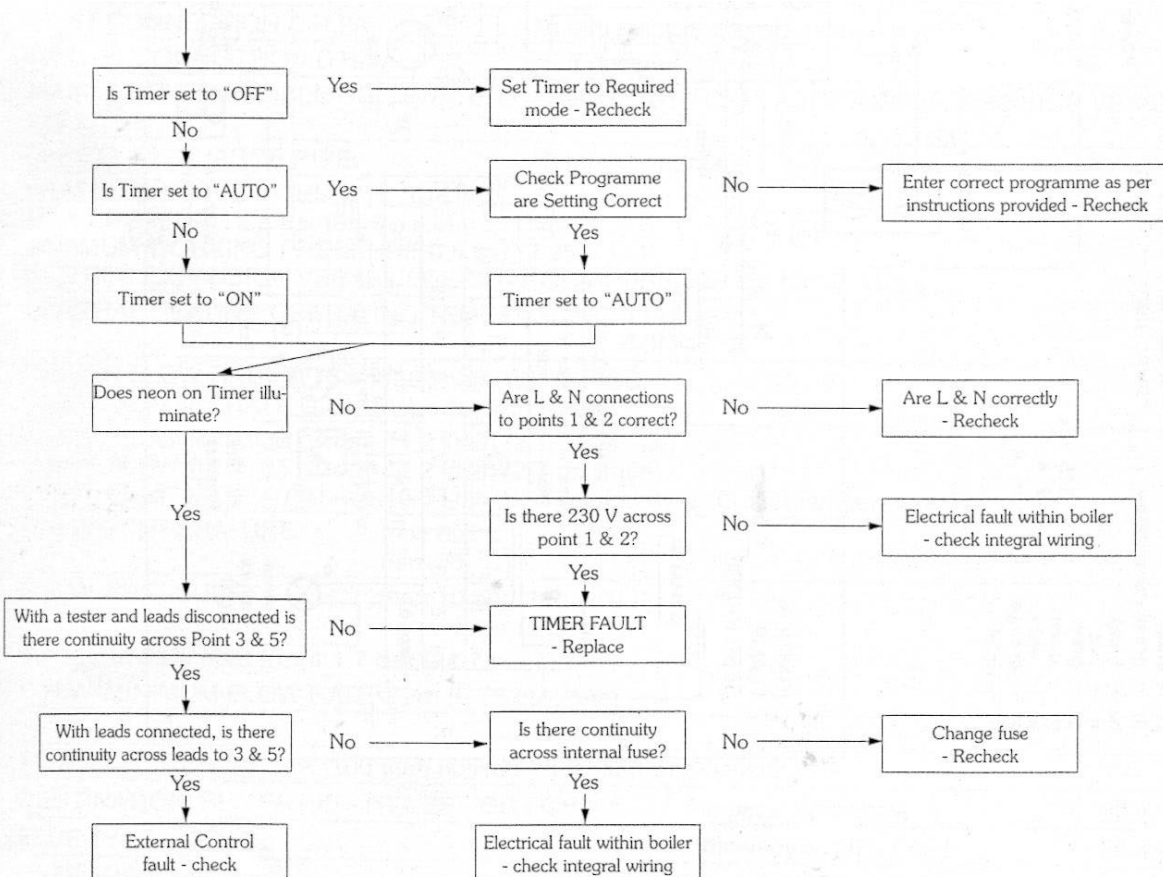 Is Timer set to "OFF"
Yes
Set Timer to Required
mode - Recheck
No
Is Timer set to "AUTO"
Yes
Check Programme
are Setting Correct
No
Enter correct programme as per
instructions provided - Recheck
No
Yes
Timer set to "ON"
Timer set to "AUTO"
Does neon on Timer illu-
minate?
No
Are L & N connections
to points 1 & 2 correct?
No
Are L & N correctly
- Recheck
Yes
Yes
Is there 230 V across
point 1 & 2?
No
Electrical fault within boiler
- check integral wiring
Yes
With a tester and leads disconnected is
there continuity across Point 3 & 5?
No
TIMER FAULT
- Replace
Yes
With leads connected, is there
continuity across leads to 3 & 5?
No
Is there continuity
across internal fuse?
No
Change fuse
- Recheck
Yes
Yes
External Control
fault - check
Electrical fault within boiler
- check integral wiring